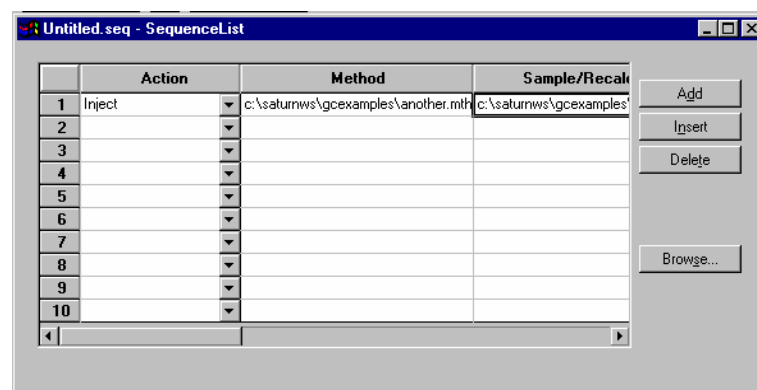 Untitled.seq - SequenceList
Action Method Sample/Recal
1 Inject c:\saturnws\gcexamples\another.mth c:\saturnws\gcexamples\
2
3
4
5
6
7
8
9
10
Add
Insert
Delete
Browse...